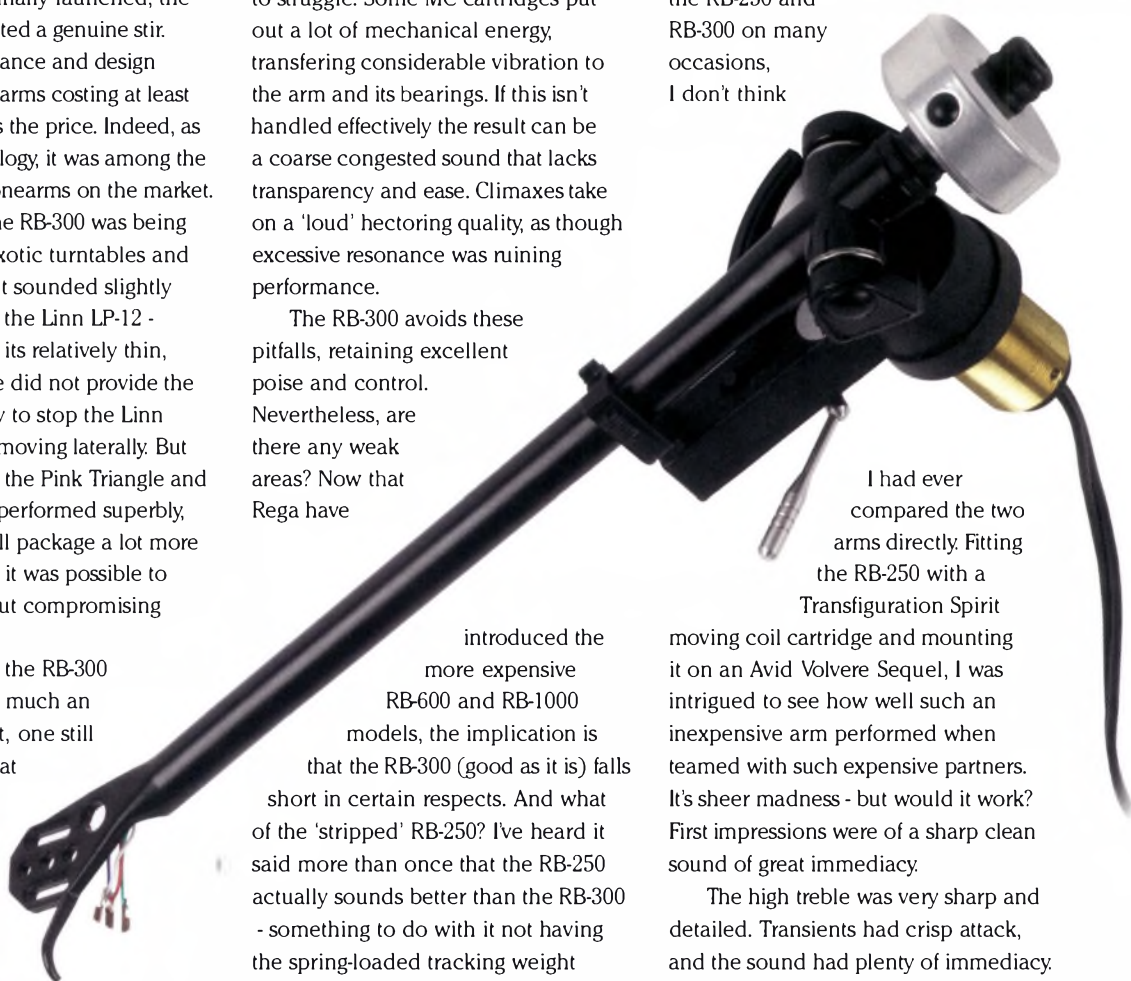 ted a genuine stir.
ance and design
arms costing at least
s the price. Indeed, as
logy, it was among the
nearms on the market.
e RB-300 was being
xotic turntables and
t sounded slightly
the Linn LP-12 -
its relatively thin,
e did not provide the
to stop the Linn
moving laterally. But
the Pink Triangle and
performed superbly,
ll package a lot more
it was possible to
ut compromising
the RB-300
much an
t, one still
at
to struggle. Some MC cartridges put
out a lot of mechanical energy,
transfering considerable vibration to
the arm and its bearings. If this isn't
handled effectively the result can be
a coarse congested sound that lacks
transparency and ease. Climaxes take
on a 'loud' hectoring quality, as though
excessive resonance was ruining
performance.
The RB-300 avoids these
pitfalls, retaining excellent
poise and control.
Nevertheless, are
there any weak
areas? Now that
Rega have
introduced the
more expensive
RB-600 and RB-1000
models, the implication is
that the RB-300 (good as it is) falls
short in certain respects. And what
of the 'stripped' RB-250? I've heard it
said more than once that the RB-250
actually sounds better than the RB-300
- something to do with it not having
the spring-loaded tracking weight
the RB-250 and
RB-300 on many
occasions,
I don't think
I had ever
compared the two
arms directly. Fitting
the RB-250 with a
Transfiguration Spirit
moving coil cartridge and mounting
it on an Avid Volvere Sequel, I was
intrigued to see how well such an
inexpensive arm performed when
teamed with such expensive partners.
It's sheer madness - but would it work?
First impressions were of a sharp clean
sound of great immediacy.
The high treble was very sharp and
detailed. Transients had crisp attack,
and the sound had plenty of immediacy.